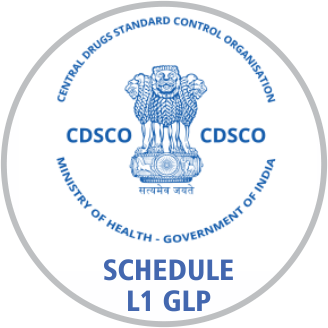 CENTRAL DRUGS STANDARD CONTROL ORGANISATION
CDSCO CDSCO
सत्यमेव जयते
MINISTRY OF HEALTH - GOVERNMENT OF INDIA
SCHEDULE
L1 GLP